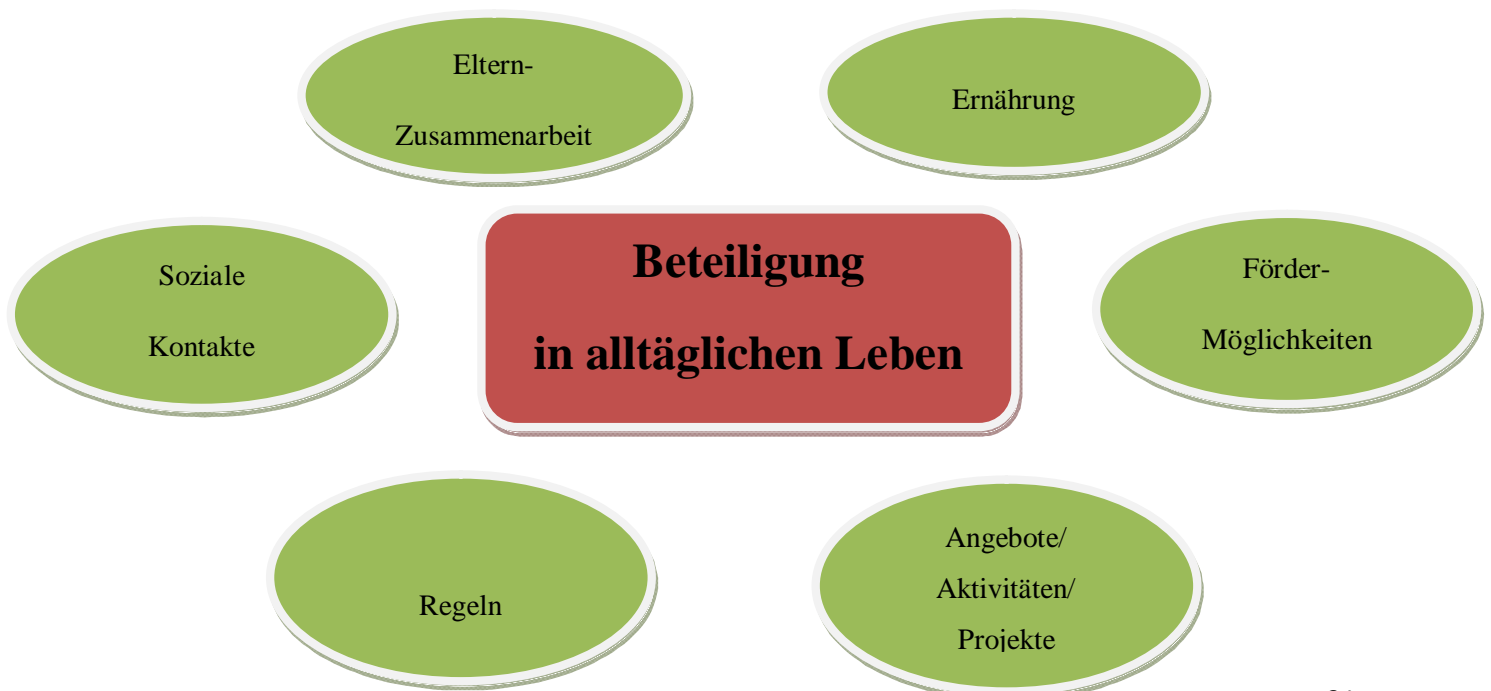 Eltern-
Zusammenarbeit
Ernährung
Beteiligung
in alltäglichen Leben
Soziale
Kontakte
Förder-
Möglichkeiten
Regeln
Angebote/
Aktivitäten/
Projekte